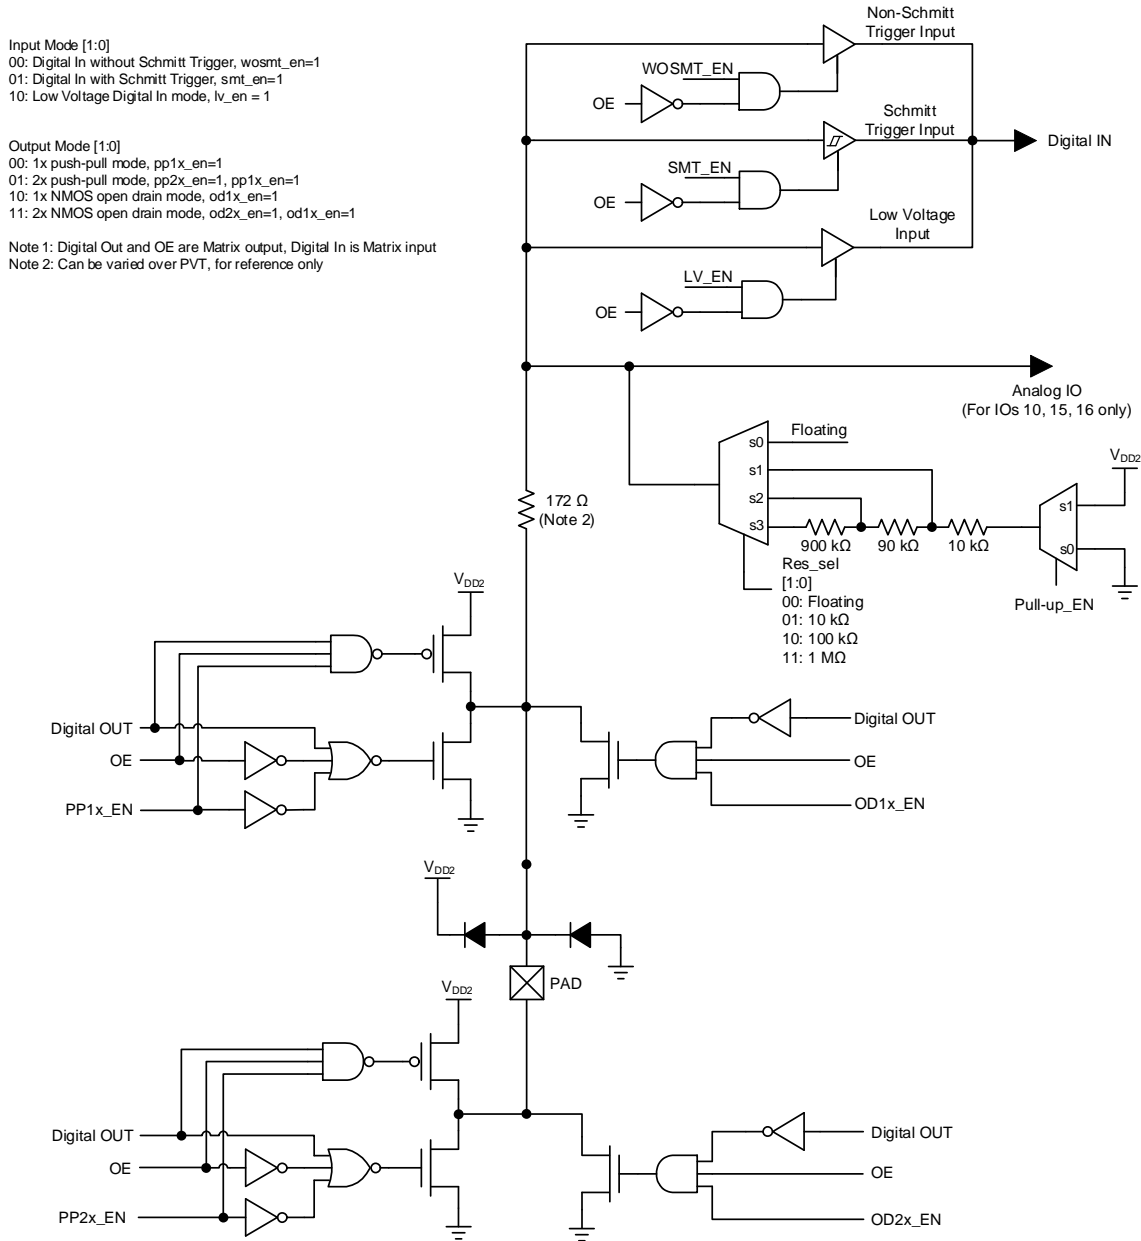 Input Mode [1:0]
00: Digital In without Schmitt Trigger, wosmt_en=1
01: Digital In with Schmitt Trigger, smt_en=1
10: Low Voltage Digital In mode, lv_en = 1
Output Mode [1:0]
00: 1x push-pull mode, pp1x_en=1
01: 2x push-pull mode, pp2x_en=1, pp1x_en=1
10: 1x NMOS open drain mode, od1x_en=1
11: 2x NMOS open drain mode, od2x_en=1, od1x_en=1
Note 1: Digital Out and OE are Matrix output, Digital In is Matrix input
Note 2: Can be varied over PVT, for reference only
Non-Schmitt
Trigger Input
WOSMT_EN
OE
Schmitt
Trigger Input
Digital IN
SMT_EN
OE
Low Voltage
Input
LV_EN
OE
Analog IO
(For IOs 10, 15, 16 only)
s0
Floating
s1
s2
s3
900 kΩ
90 kΩ
10 kΩ
VDD2
s1
s0
Pull-up_EN
Res_sel
[1:0]
00: Floating
01: 10 kΩ
10: 100 kΩ
11: 1 MΩ
172 Ω
(Note 2)
VDD2
Digital OUT
OE
PP1x_EN
Digital OUT
OE
OD1x_EN
VDD2
PAD
VDD2
Digital OUT
OE
PP2x_EN
Digital OUT
OE
OD2x_EN